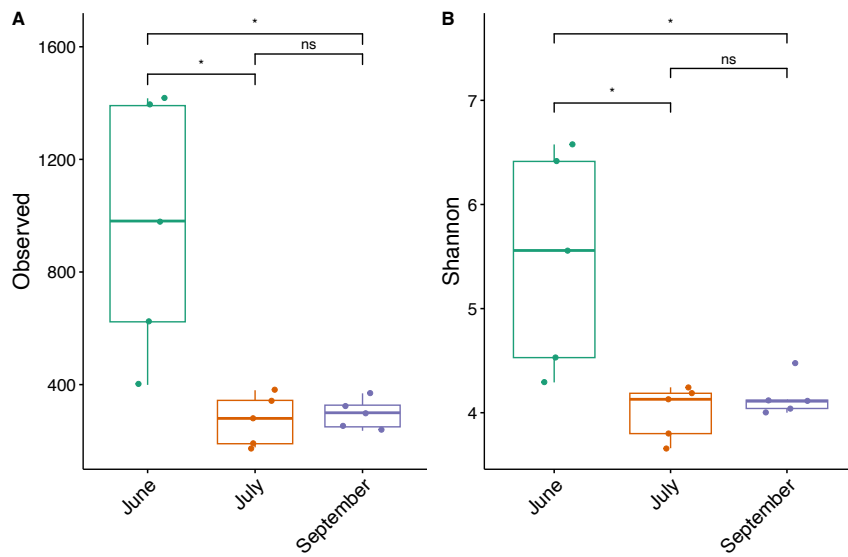 A
Observed
1600
1200
800
400
*
*
ns
June
July
September
B
Shannon
7
6
5
4
*
*
ns
June
July
September